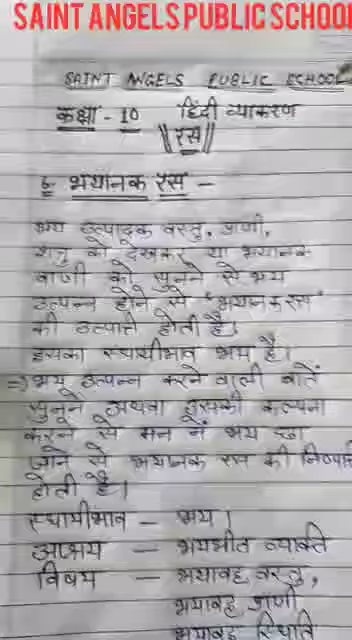 SAINT ANGELS PUBLIC SCHOOL
SAINT ANGELS PUBLIC SCHOOL
कक्षा - 10 हिंदी व्याकरण
||रस||
6- भयानक रस -
भय उत्पादक वस्तु, प्राणी,
शत्रु को देखकर या भयानक
वाणी को सुनने से भय
उत्पन्न होने से "भयानक रस"
की उत्पत्ति होती है।
इसका स्थायीभाव भय है।
=> भय उत्पन्न करने वाली बातें
सुनने अथवा उसकी कल्पना
करने से मन में भय छा
जाने से भयानक रस की निष्पत्ति
होती है।
स्थायीभाव - भय।
आश्रय - भयभीत व्यक्ति
विषय - भयावह वस्तु,
भयावह प्राणी
भयावह स्थिति